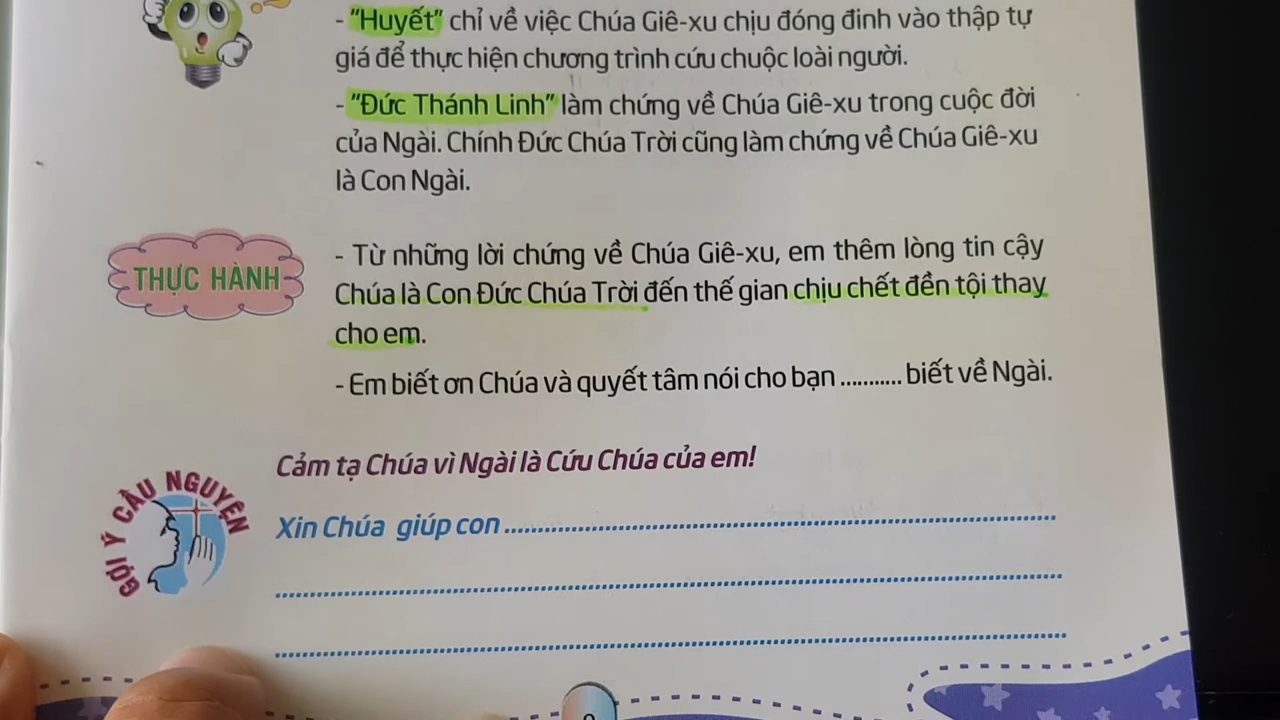 - "Huyết" chỉ về việc Chúa Giê-xu chịu đóng đinh vào thập tự
giá để thực hiện chương trình cứu chuộc loài người.
- "Đức Thánh Linh" làm chứng về Chúa Giê-xu trong cuộc đời
của Ngài. Chính Đức Chúa Trời cũng làm chứng về Chúa Giê-xu
là Con Ngài.
THỰC HÀNH
- Từ những lời chứng về Chúa Giê-xu, em thêm lòng tin cậy
Chúa là Con Đức Chúa Trời đến thế gian chịu chết đền tội thay
cho em.
- Em biết ơn Chúa và quyết tâm nói cho bạn ........... biết về Ngài.
GỢI Ý CẦU NGUYỆN
Cảm tạ Chúa vì Ngài là Cứu Chúa của em!
Xin Chúa giúp con ...........